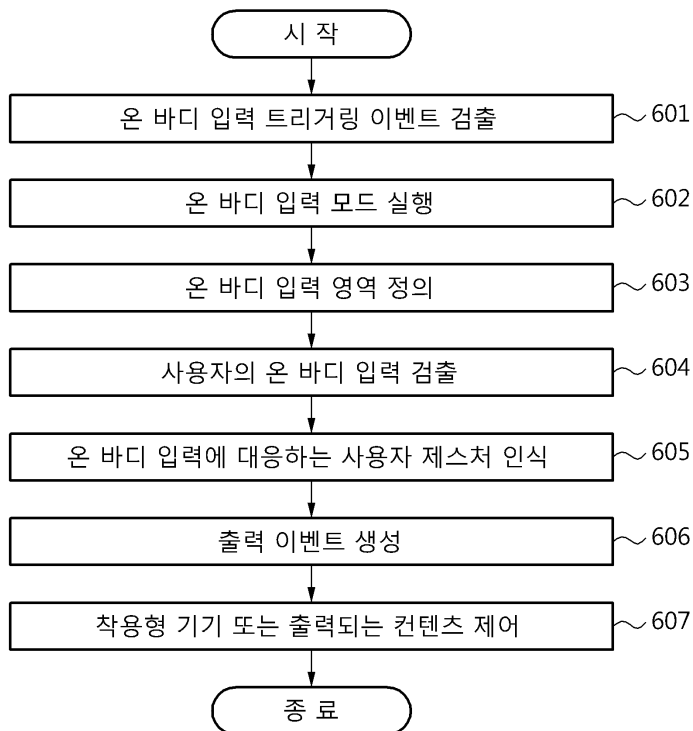 시 작
온 바디 입력 트리거링 이벤트 검출 601
온 바디 입력 모드 실행 602
온 바디 입력 영역 정의 603
사용자의 온 바디 입력 검출 604
온 바디 입력에 대응하는 사용자 제스처 인식 605
출력 이벤트 생성 606
착용형 기기 또는 출력되는 컨텐츠 제어 607
종 료